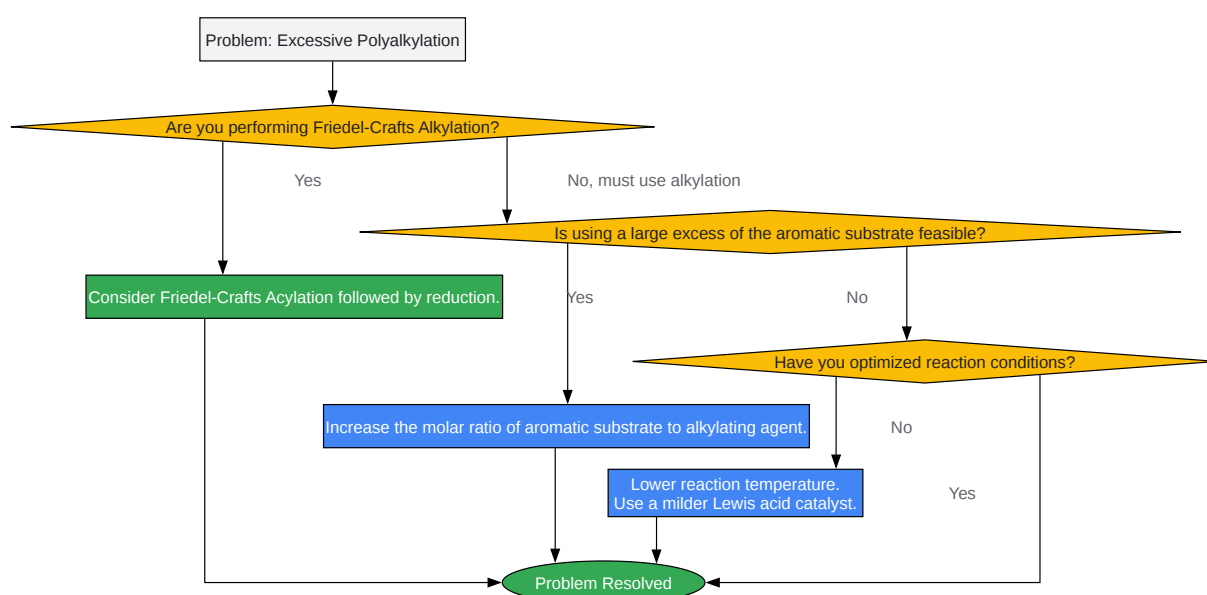 Problem: Excessive Polyalkylation
Are you performing Friedel-Crafts Alkylation?
Yes
No, must use alkylation
Is using a large excess of the aromatic substrate feasible?
Consider Friedel-Crafts Acylation followed by reduction.
Yes
No
Have you optimized reaction conditions?
Increase the molar ratio of aromatic substrate to alkylating agent.
No
Lower reaction temperature.
Use a milder Lewis acid catalyst.
Yes
Problem Resolved